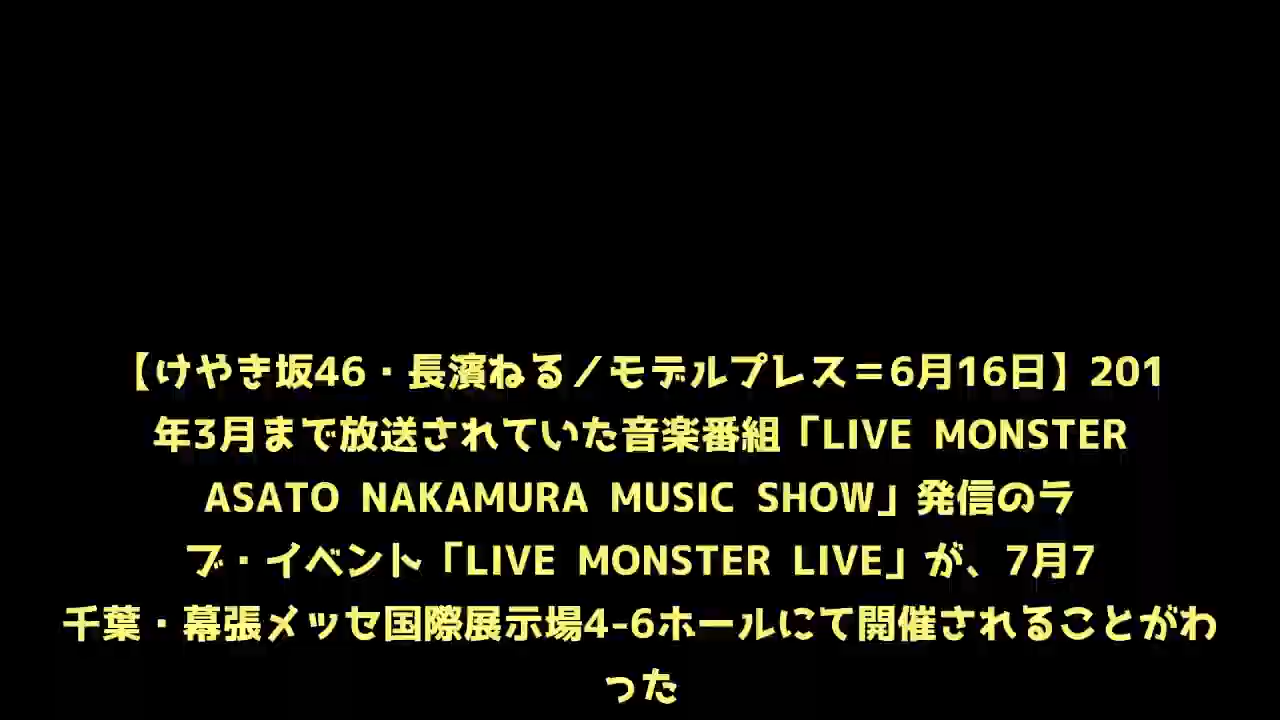 【けやき坂46・長濱ねる／モデルプレス＝6月16日】201
年3月まで放送されていた音楽番組「LIVE MONSTER
ASATO NAKAMURA MUSIC SHOW」発信のラ
ブ・イベント「LIVE MONSTER LIVE」が、7月7
千葉・幕張メッセ国際展示場4-6ホールにて開催されることがわ
った